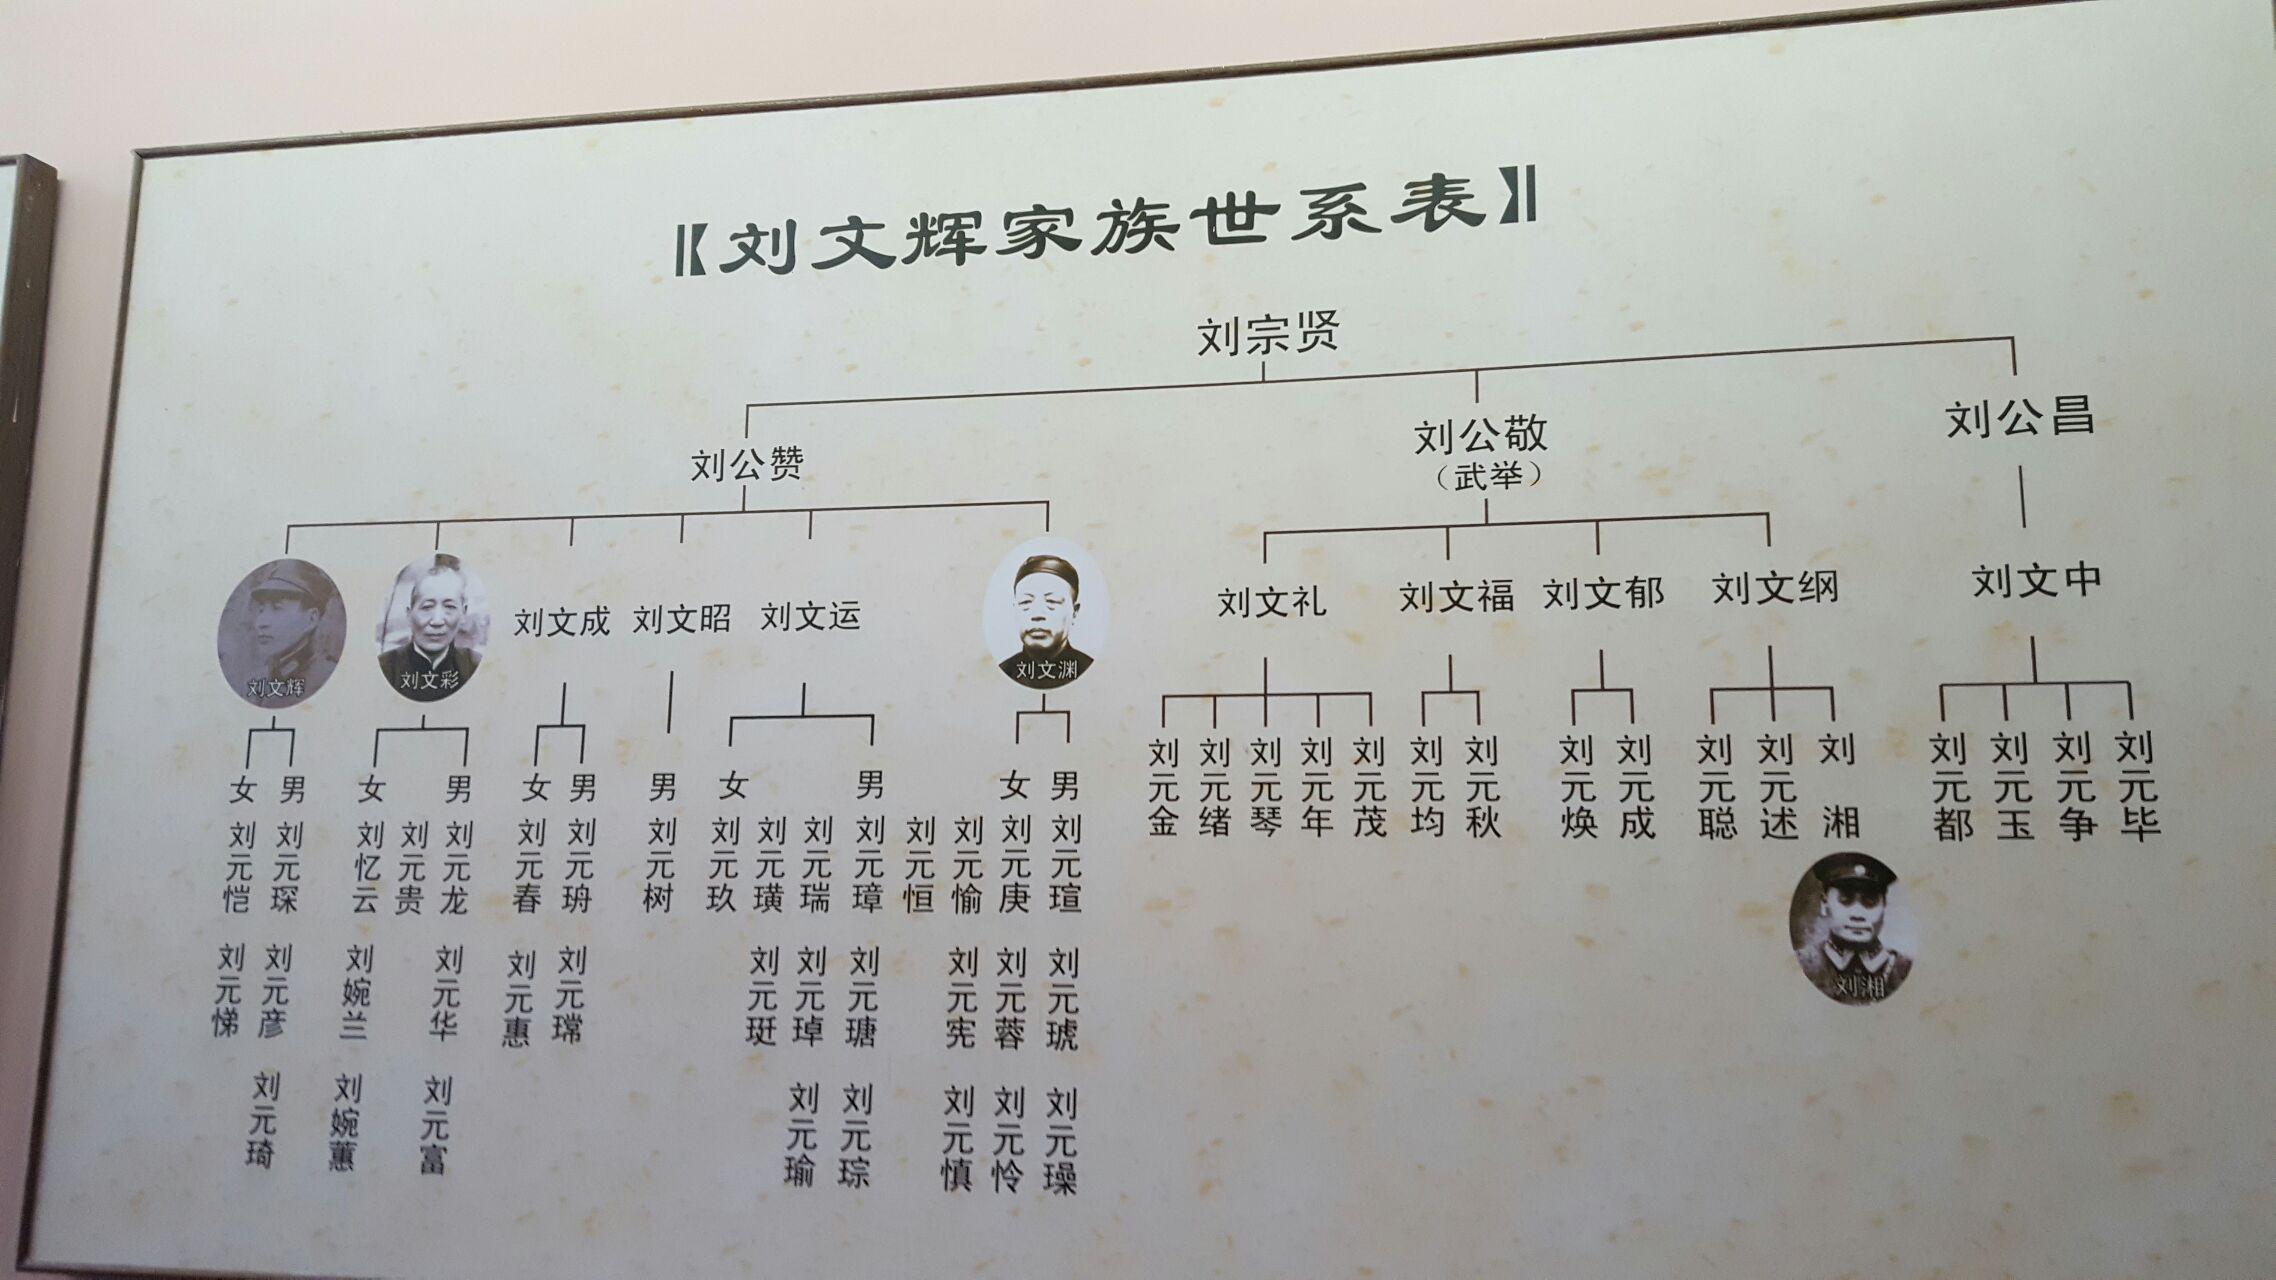 《刘文辉家族世系表》
刘宗贤
刘公赞
刘公敬
（武举）
刘公昌
刘文辉
刘文彩
刘文成
刘文昭
刘文运
刘文渊
刘文礼
刘文福
刘文郁
刘文纲
刘文中
女
男
女
男
女
男
男
女
男
女
男
刘元恺
刘元琛
刘忆云
刘元贵
刘元龙
刘元春
刘元珘
刘元树
刘元玖
刘元璜
刘元瑞
刘元璋
刘元恒
刘元愉
刘元庚
刘元瑄
刘元悌
刘元彦
刘婉兰
刘元华
刘元惠
刘元瑺
刘元珽
刘元琸
刘元瑭
刘元宪
刘元蓉
刘元琥
刘元琦
刘婉蕙
刘元富
刘元瑜
刘元琮
刘元慎
刘元怜
刘元璪
刘元金
刘元绪
刘元琴
刘元年
刘元茂
刘元均
刘元秋
刘元焕
刘元成
刘元聪
刘元述
刘湘
刘湘
刘元都
刘元玉
刘元争
刘元毕